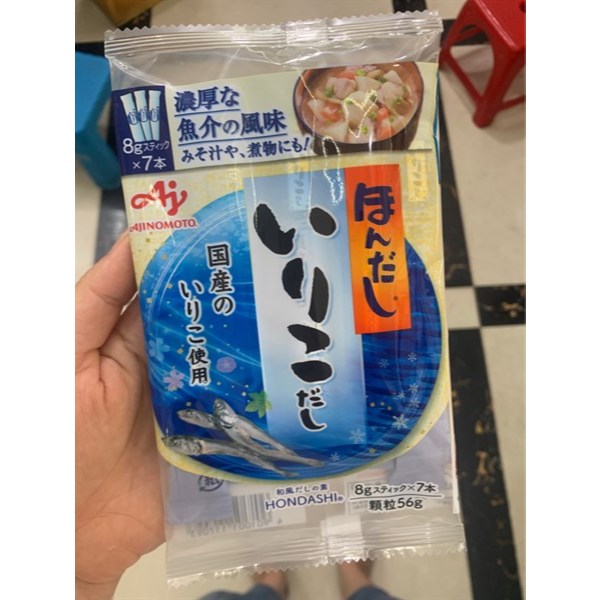 濃厚な
魚介の風味
みそ汁や、煮物にも!
8gスティック
×7本
Aj
AJINOMOTO®
ほんだし®
いりこだし
国産の
いりこ使用
和風だしの素
HONDASHI®
8gスティック×7本
顆粒56g